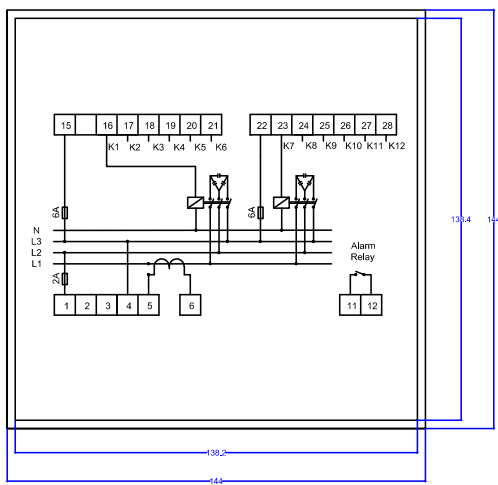 15 16 17 18 19 20 21 22 23 24 25 26 27 28
K1 K2 K3 K4 K5 K6 K7 K8 K9 K10 K11 K12
6A 6A
N
L3
L2
L1
2A
Alarm
Relay
1 2 3 4 5 6 11 12
138.2
144